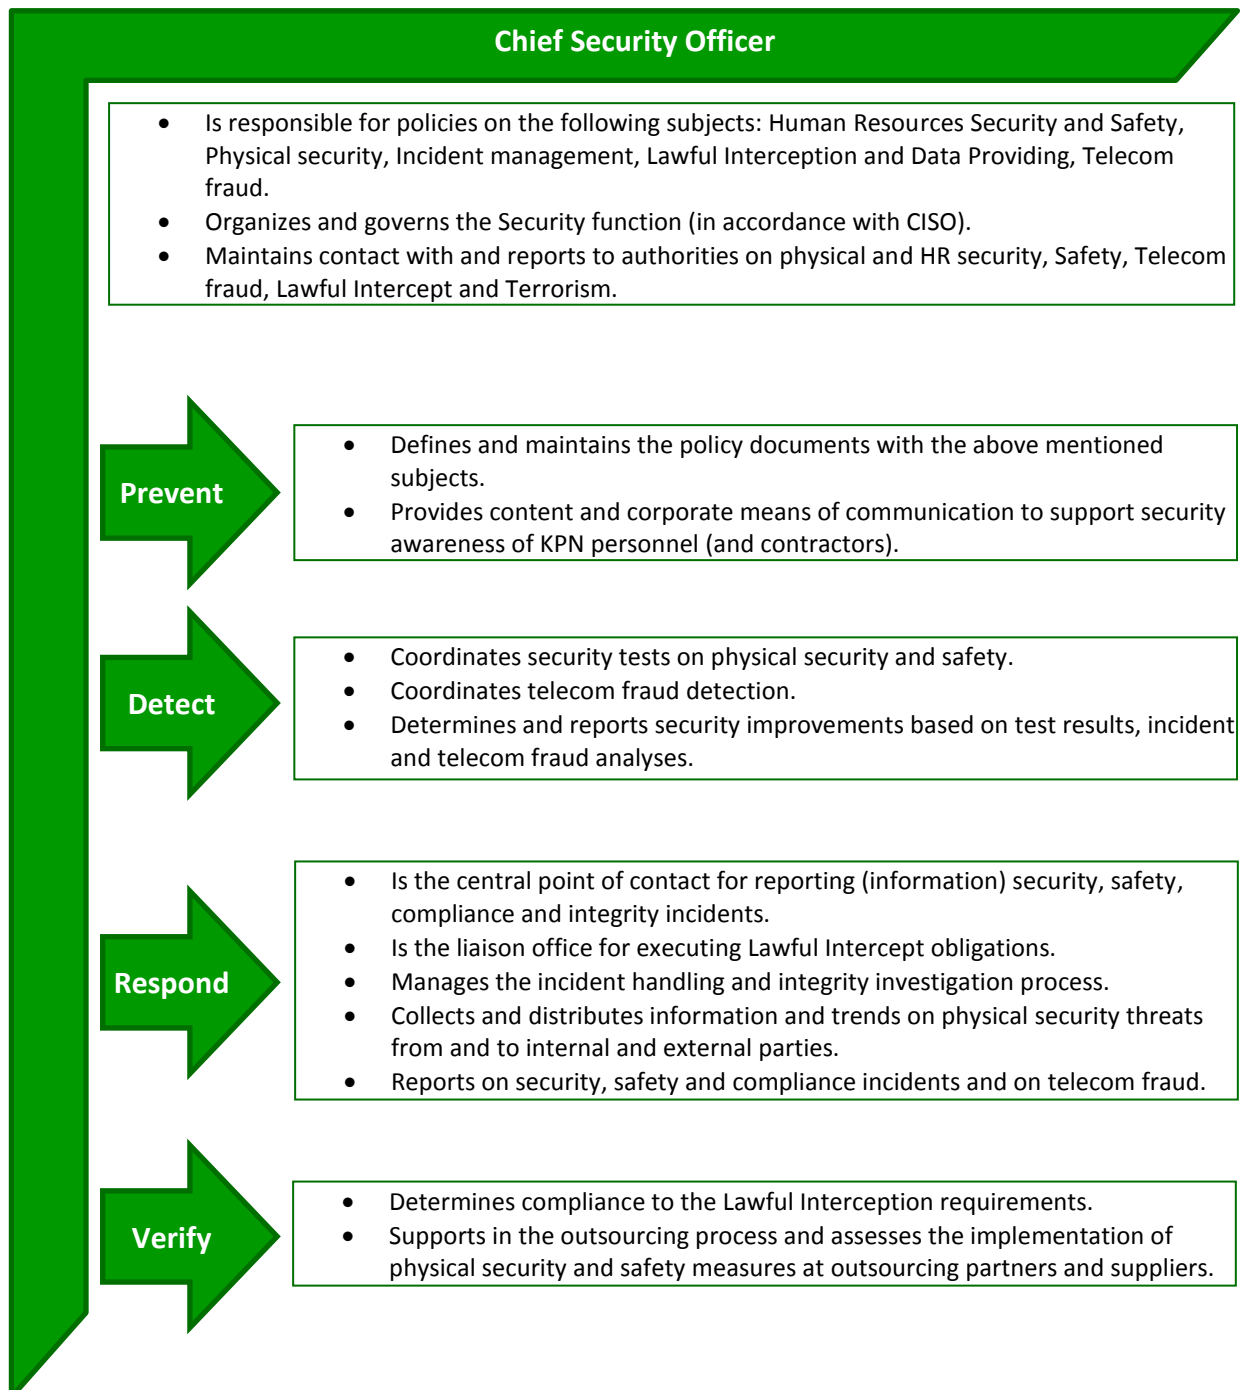 Chief Security Officer
• Is responsible for policies on the following subjects: Human Resources Security and Safety,
Physical security, Incident management, Lawful Interception and Data Providing, Telecom
fraud.
• Organizes and governs the Security function (in accordance with CISO).
• Maintains contact with and reports to authorities on physical and HR security, Safety, Telecom
fraud, Lawful Intercept and Terrorism.
Prevent
• Defines and maintains the policy documents with the above mentioned
subjects.
• Provides content and corporate means of communication to support security
awareness of KPN personnel (and contractors).
Detect
• Coordinates security tests on physical security and safety.
• Coordinates telecom fraud detection.
• Determines and reports security improvements based on test results, incident
and telecom fraud analyses.
Respond
• Is the central point of contact for reporting (information) security, safety,
compliance and integrity incidents.
• Is the liaison office for executing Lawful Intercept obligations.
• Manages the incident handling and integrity investigation process.
• Collects and distributes information and trends on physical security threats
from and to internal and external parties.
• Reports on security, safety and compliance incidents and on telecom fraud.
Verify
• Determines compliance to the Lawful Interception requirements.
• Supports in the outsourcing process and assesses the implementation of
physical security and safety measures at outsourcing partners and suppliers.